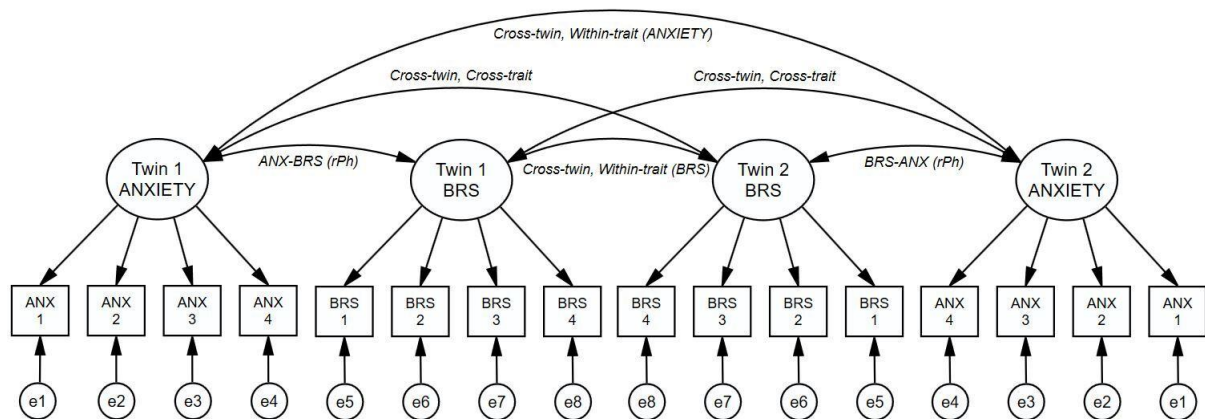 Cross-twin, Within-trait (ANXIETY)
Cross-twin, Cross-trait
Cross-twin, Cross-trait
Twin 1
ANXIETY
ANX-BRS (rPh)
Twin 1
BRS
Cross-twin, Within-trait (BRS)
Twin 2
BRS
BRS-ANX (rPh)
Twin 2
ANXIETY
ANX
1
ANX
2
ANX
3
ANX
4
BRS
1
BRS
2
BRS
3
BRS
4
BRS
4
BRS
3
BRS
2
BRS
1
ANX
4
ANX
3
ANX
2
ANX
1
e1
e2
e3
e4
e5
e6
e7
e8
e8
e7
e6
e5
e4
e3
e2
e1